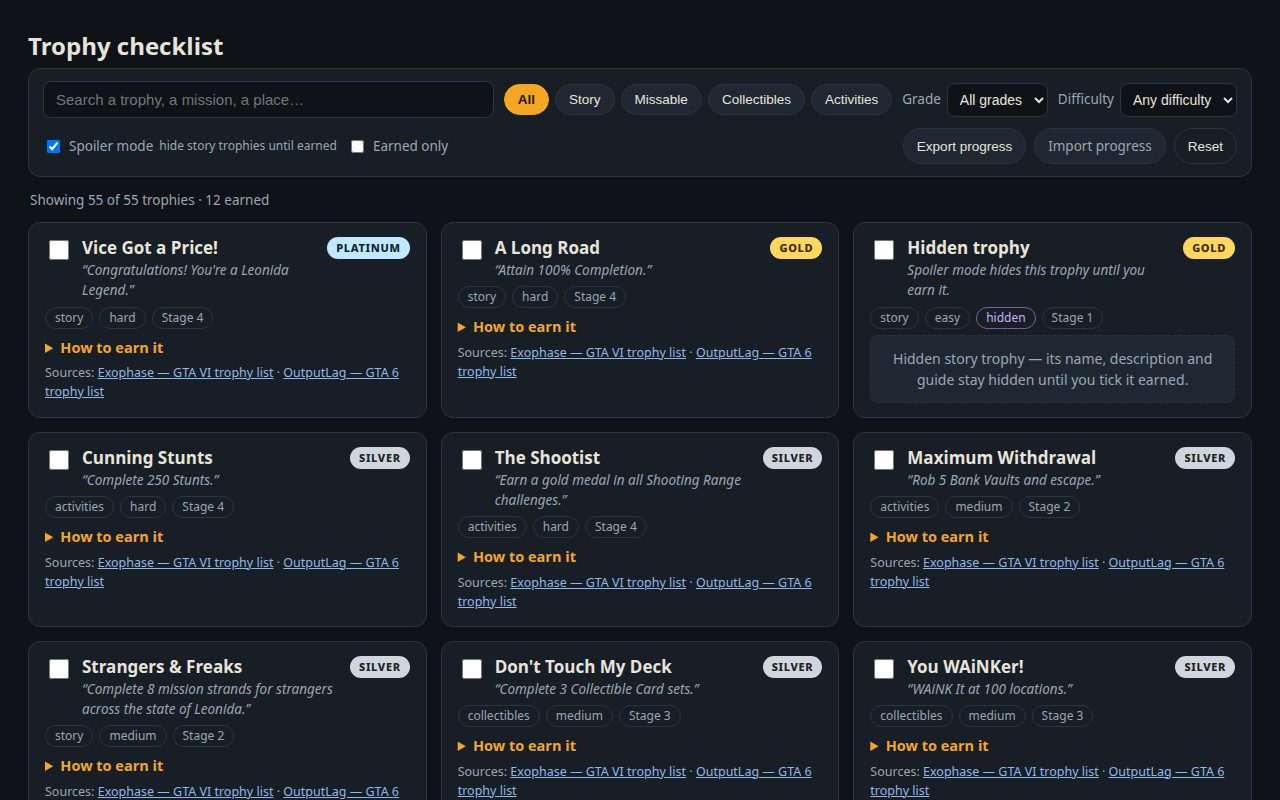 Trophy checklist
Search a trophy, a mission, a place…
All Story Missable Collectibles Activities Grade All grades Difficulty Any difficulty
Spoiler mode hide story trophies until earned Earned only Export progress Import progress Reset
Showing 55 of 55 trophies · 12 earned
Vice Got a Price! PLATINUM
“Congratulations! You're a Leonida
Legend.”
story hard Stage 4
How to earn it
Sources: Exophase — GTA VI trophy list · OutputLag — GTA 6
trophy list
A Long Road GOLD
“Attain 100% Completion.”
story hard Stage 4
How to earn it
Sources: Exophase — GTA VI trophy list · OutputLag — GTA 6
trophy list
Hidden trophy GOLD
Spoiler mode hides this trophy until you
earn it.
story easy hidden Stage 1
Hidden story trophy — its name, description and
guide stay hidden until you tick it earned.
Cunning Stunts SILVER
“Complete 250 Stunts.”
activities hard Stage 4
How to earn it
Sources: Exophase — GTA VI trophy list · OutputLag — GTA 6
trophy list
The Shootist SILVER
“Earn a gold medal in all Shooting Range
challenges.”
activities hard Stage 4
How to earn it
Sources: Exophase — GTA VI trophy list · OutputLag — GTA 6
trophy list
Maximum Withdrawal SILVER
“Rob 5 Bank Vaults and escape.”
activities medium Stage 2
How to earn it
Sources: Exophase — GTA VI trophy list · OutputLag — GTA 6
trophy list
Strangers & Freaks SILVER
“Complete 8 mission strands for strangers
across the state of Leonida.”
story medium Stage 2
How to earn it
Sources: Exophase — GTA VI trophy list · OutputLag — GTA 6
Don't Touch My Deck SILVER
“Complete 3 Collectible Card sets.”
collectibles medium Stage 3
How to earn it
Sources: Exophase — GTA VI trophy list · OutputLag — GTA 6
trophy list
You WAiNKer! SILVER
“WAiNK It at 100 locations.”
collectibles medium Stage 3
How to earn it
Sources: Exophase — GTA VI trophy list · OutputLag — GTA 6
trophy list